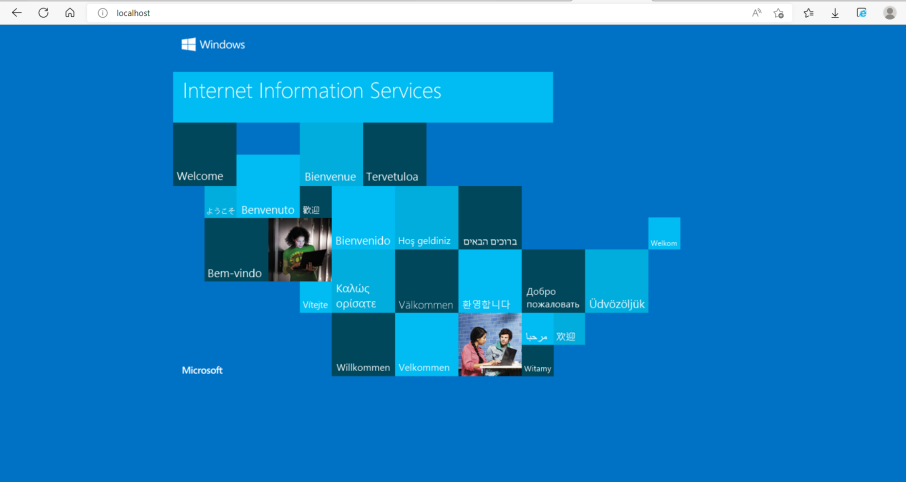 localhost
Windows
Internet Information Services
Welcome
Bienvenue
Tervetuloa
ようこそ
Benvenuto
歡迎
Bienvenido
Hoş geldiniz
ברוכים הבאים
Welkom
Bem-vindo
Vítejte
Καλώς
ορίσατε
Välkommen
환영합니다
Добро
пожаловать
Üdvözöljük
Microsoft
Willkommen
Velkommen
مرحبا
欢迎
Witamy